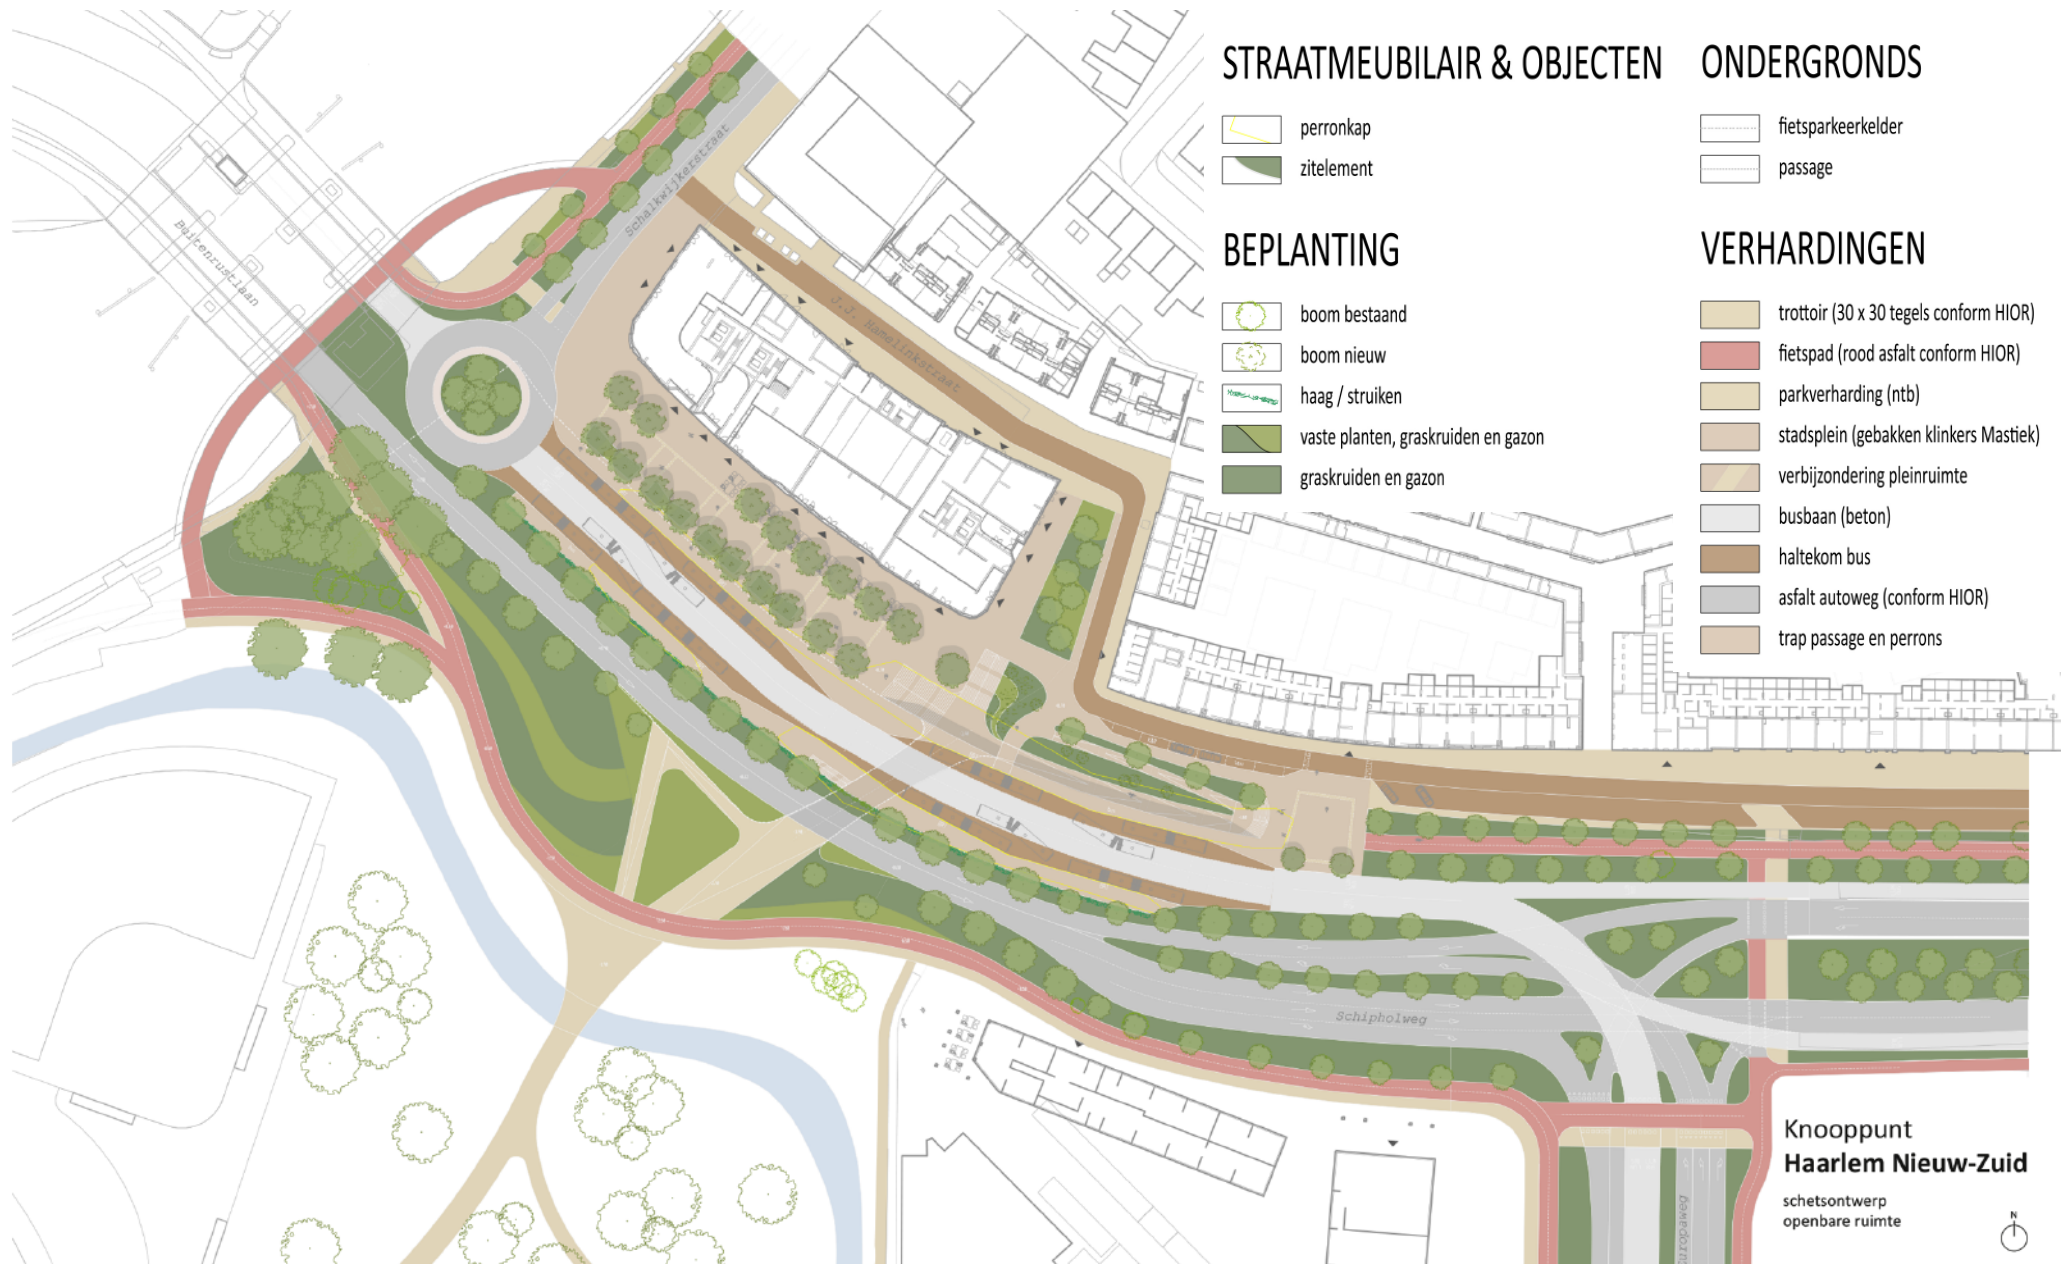 STRAATMEUBILAIR & OBJECTEN
perronkap
zitelement
BEPLANTING
boom bestaand
boom nieuw
haag / struiken
vaste planten, graskruiden en gazon
graskruiden en gazon
ONDERGRONDS
fietsparkeerkelder
passage
VERHARDINGEN
trottoir (30 x 30 tegels conform HIOR)
fietspad (rood asfalt conform HIOR)
parkverharding (ntb)
stadsplein (gebakken klinkers Mastiek)
verbijzondering pleinruimte
busbaan (beton)
haltekom bus
asfalt autoweg (conform HIOR)
trap passage en perrons
Schalkwijkerstraat
Buitenrustlaan
J.J. Hamelinkstraat
Schipholweg
Europaweg
Knooppunt
Haarlem Nieuw-Zuid
schetsontwerp
openbare ruimte
N